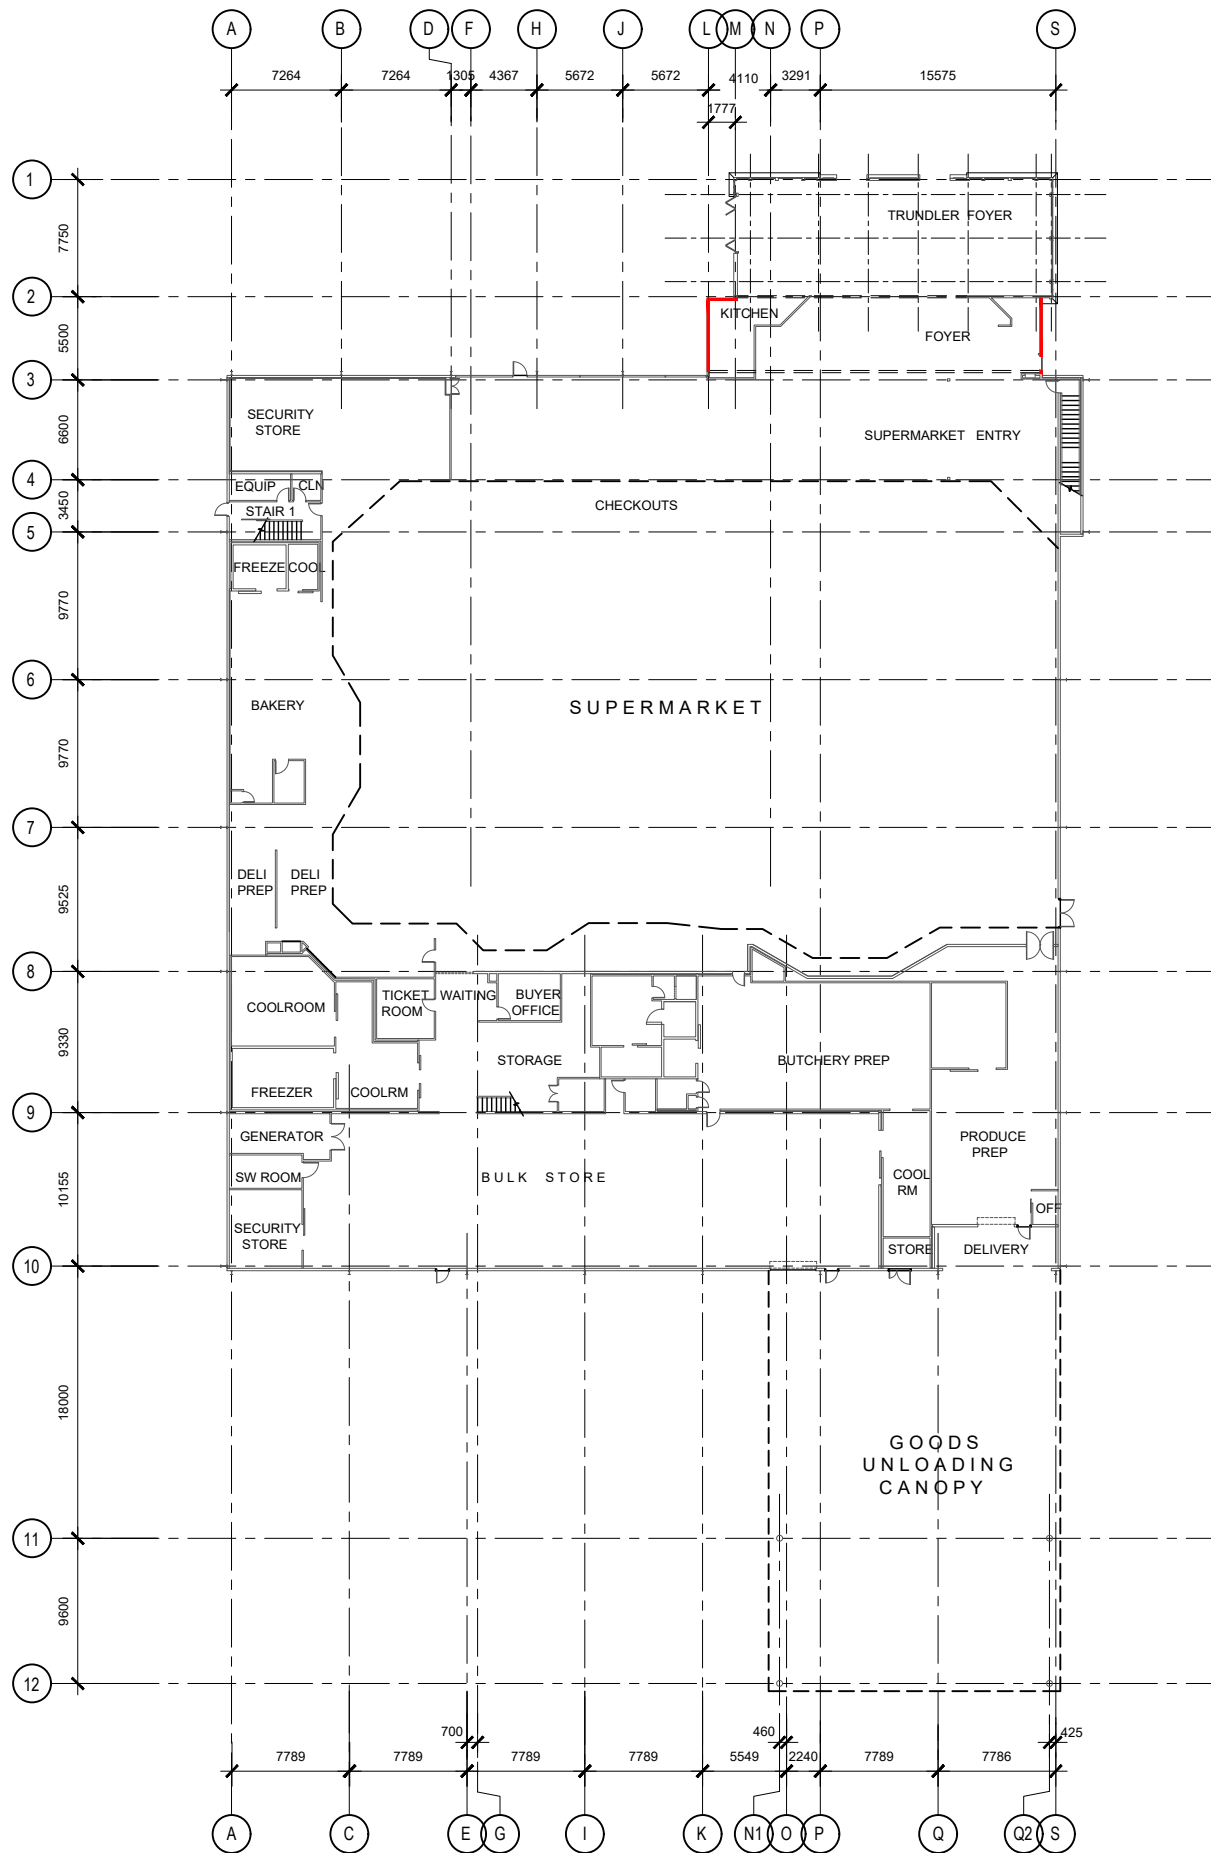 A B D F H J L M N P S
7264 7264 1305 4367 5672 5672 4110 3291 15575
1777
1
TRUNDLER FOYER
7750
2
KITCHEN
FOYER
5500
3
SECURITY
STORE
SUPERMARKET ENTRY
6600
4
EQUIP CLN
CHECKOUTS
STAIR 1
3450
5
FREEZE COOL
9770
6
BAKERY
SUPERMARKET
9770
7
DELI
PREP
DELI
PREP
9525
8
COOLROOM
TICKET
ROOM
WAITING
BUYER
OFFICE
9330
STORAGE
BUTCHERY PREP
FREEZER
COOLRM
9
GENERATOR
PRODUCE
PREP
SW ROOM
BULK STORE
COOL
RM
10155
OFF
SECURITY
STORE
STORE
DELIVERY
10
18000
GOODS
UNLOADING
CANOPY
11
9600
12
700 460 425
7789 7789 7789 7789 5549 2240 7789 7786
A C E G I K N1 O P Q Q2 S